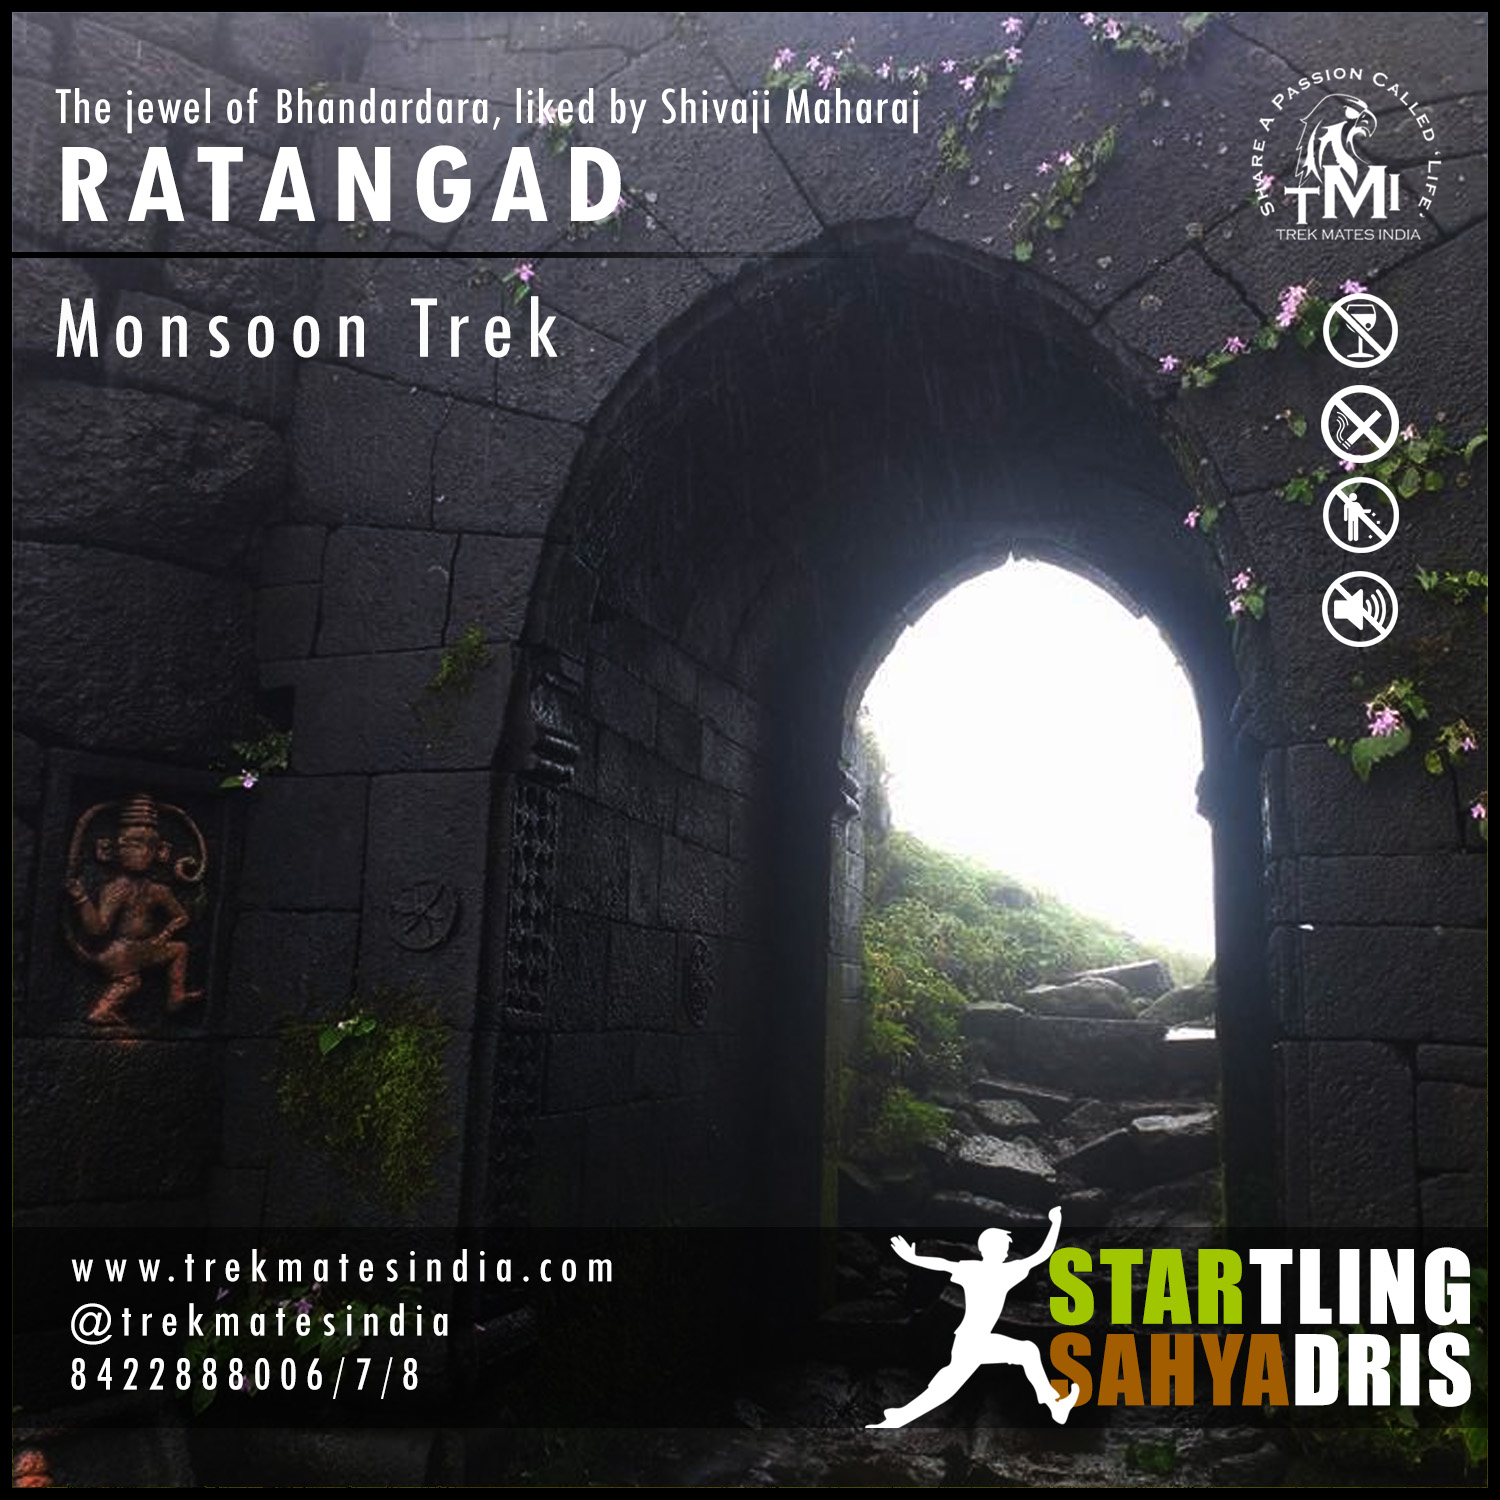 The jewel of Bhandardara, liked by Shivaji Maharaj
RATANGAD
Monsoon Trek
SHARE A PASSION CALLED 'LIFE'
TMI
TREK MATES INDIA
www.trekmatesindia.com
@trekmatesindia
8422888006/7/8
STARTLING
SAHYADRIS